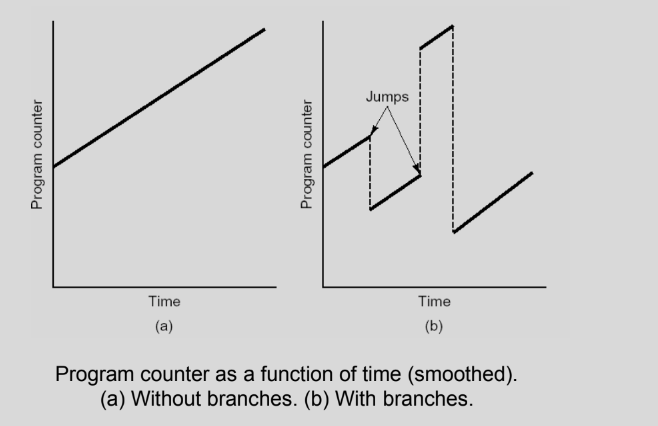 Program counter
Time
(a)
Program counter
Jumps
Time
(b)
Program counter as a function of time (smoothed).
(a) Without branches. (b) With branches.